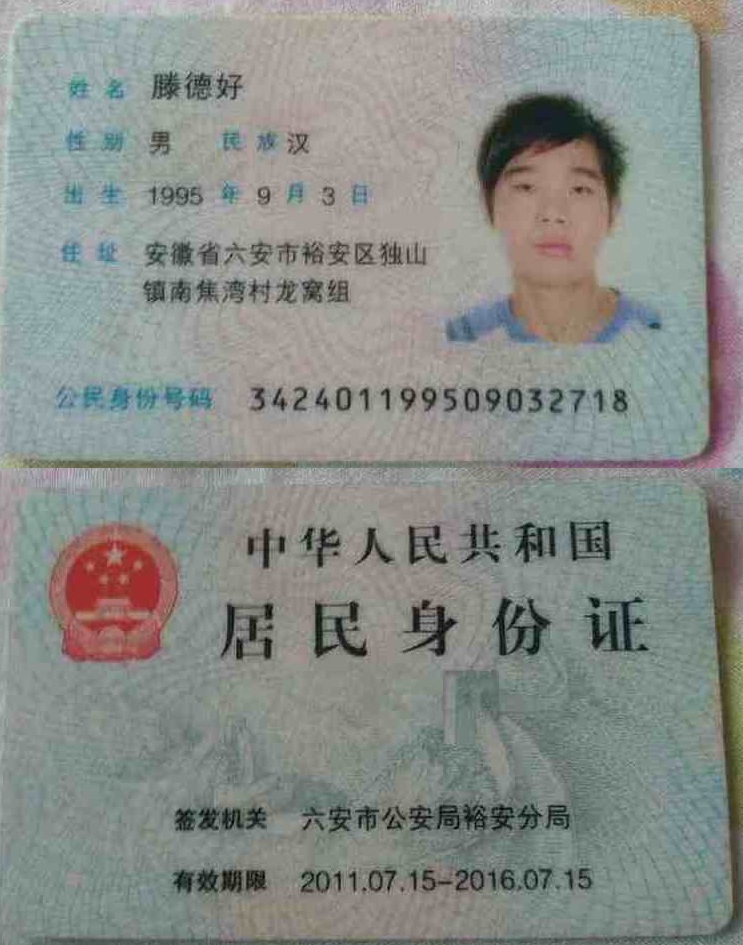 姓名 滕德好
性别 男 民族 汉
出生 1995 年 9 月 3 日
住址 安徽省六安市裕安区独山
镇南焦湾村龙窝组
公民身份号码 342401199509032718
中华人民共和国
居民身份证
签发机关 六安市公安局裕安分局
有效期限 2011.07.15-2016.07.15